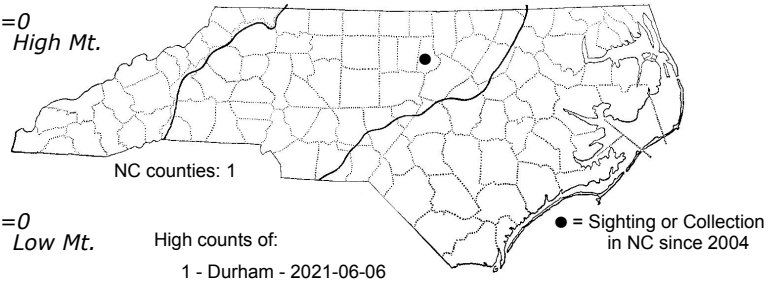 =0
High Mt.
NC counties: 1
=0
Low Mt.
High counts of:
1 - Durham - 2021-06-06
● = Sighting or Collection
in NC since 2004